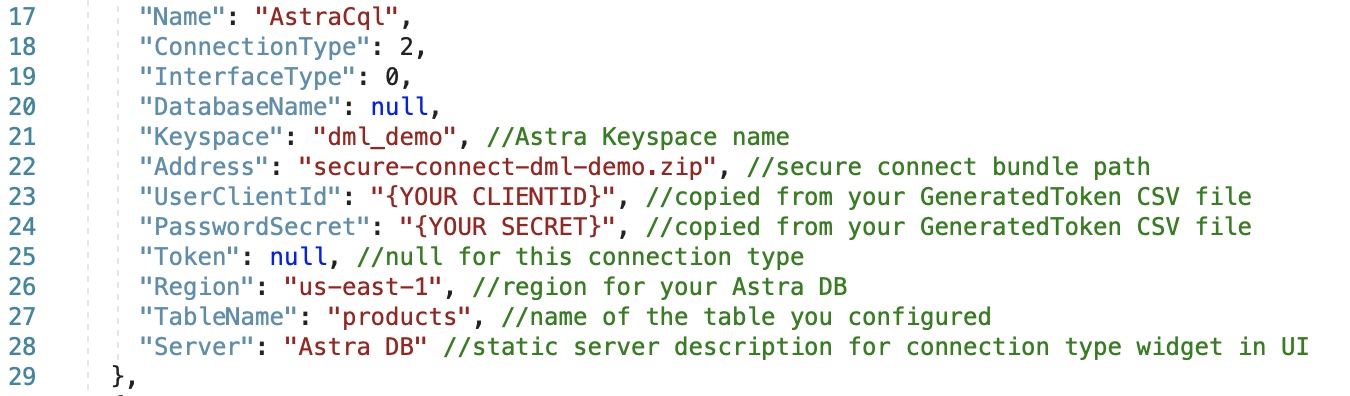 17 "Name": "AstraCql",
18 "ConnectionType": 2,
19 "InterfaceType": 0,
20 "DatabaseName": null,
21 "Keyspace": "dml_demo", //Astra Keyspace name
22 "Address": "secure-connect-dml-demo.zip", //secure connect bundle path
23 "UserClientId": "{YOUR CLIENTID}", //copied from your GeneratedToken CSV file
24 "PasswordSecret": "{YOUR SECRET}", //copied from your GeneratedToken CSV file
25 "Token": null, //null for this connection type
26 "Region": "us-east-1", //region for your Astra DB
27 "TableName": "products", //name of the table you configured
28 "Server": "Astra DB" //static server description for connection type widget in UI
29 },